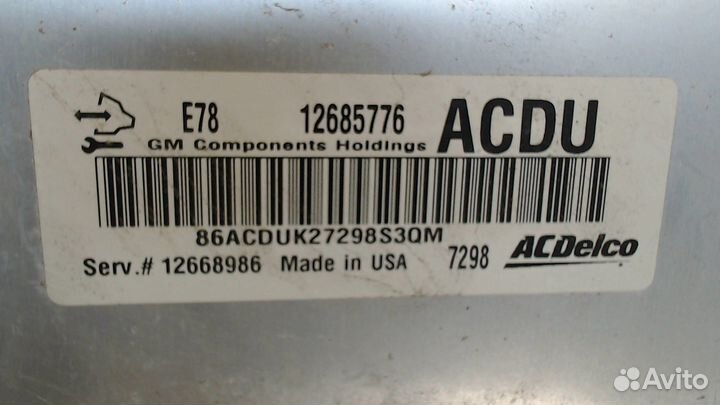 E78 12685776 ACDU
GM Components Holdings
86ACDUK27298S3QM
Serv.# 12668986 Made in USA 7298 ACDelco
Avito